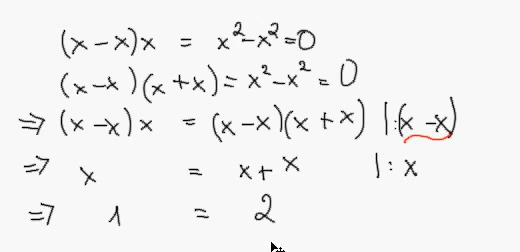 (x-x)x = x²-x²=0
(x-x)(x+x)= x²-x² = 0
⇒ (x-x)x = (x-x)(x+x) |:(x-x)
⇒ x = x+x |: x
⇒ 1 = 2